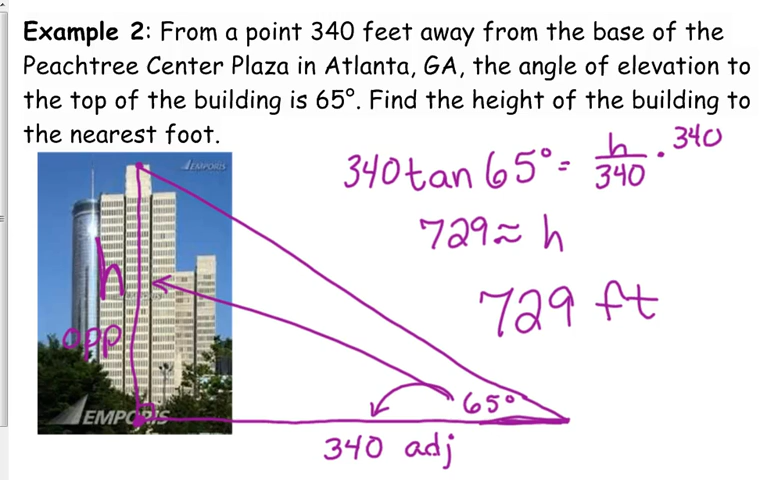 Example 2: From a point 340 feet away from the base of the
Peachtree Center Plaza in Atlanta, GA, the angle of elevation to
the top of the building is 65°. Find the height of the building to
the nearest foot.
EMPORIS
340 tan 65° = h/340 · 340
729 ≈ h
h
729 ft
opp
65°
EMPORIS
340 adj